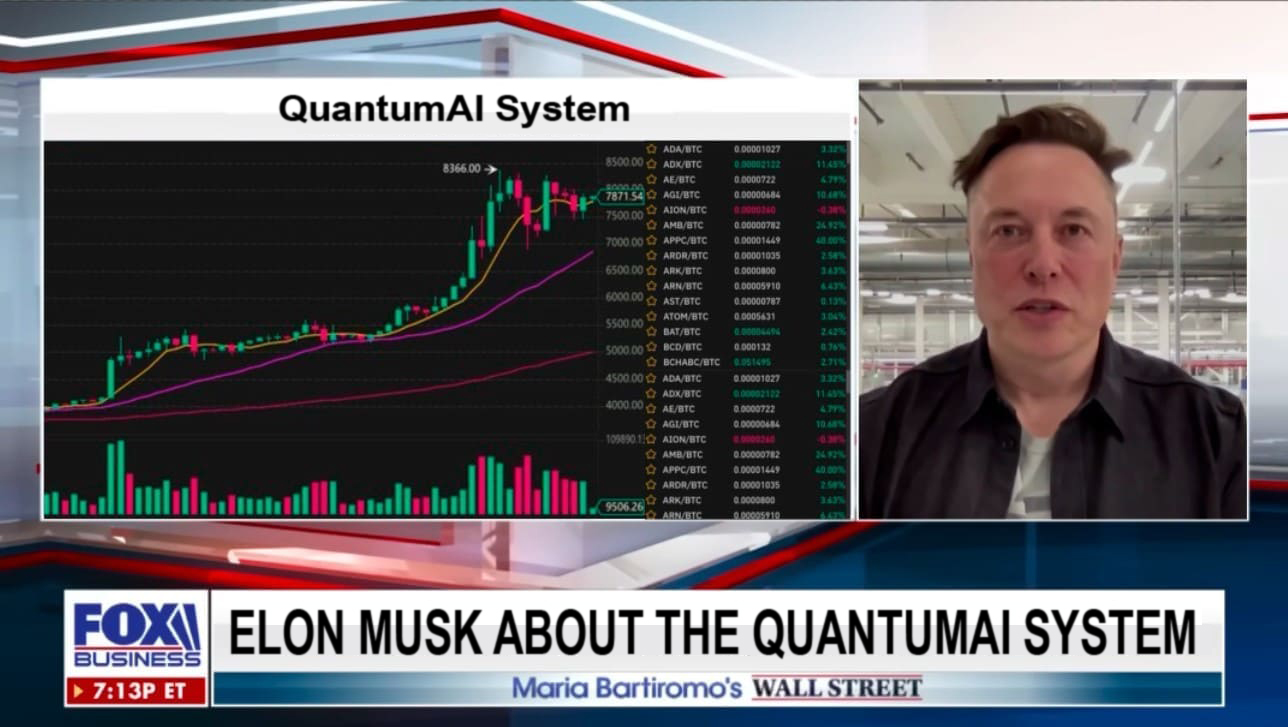 QuantumAI System
8366.00
8500.00
7871.54
7500.00
7000.00
6500.00
6000.00
5500.00
5000.00
4500.00
4000.00
109890.1
9506.26
ADA/BTC 0.00001027 3.32%
ADX/BTC 0.00002122 11.45%
AE/BTC 0.0000722 4.79%
AGI/BTC 0.00000684 10.68%
AION/BTC 0.0000260 -0.38%
AMB/BTC 0.00000782 24.92%
APPC/BTC 0.00001449 40.00%
ARDR/BTC 0.00001035 2.58%
ARK/BTC 0.0000800 3.63%
ARN/BTC 0.00005910 6.43%
AST/BTC 0.00000787 0.13%
ATOM/BTC 0.0005631 3.04%
BAT/BTC 0.00004494 2.42%
BCD/BTC 0.000132 0.76%
BCHABC/BTC 0.051495 2.71%
ADA/BTC 0.00001027 3.32%
ADX/BTC 0.00002122 11.45%
AE/BTC 0.0000722 4.79%
AGI/BTC 0.00000684 10.68%
AION/BTC 0.0000260 -0.38%
AMB/BTC 0.00000782 24.92%
APPC/BTC 0.00001449 40.00%
ARDR/BTC 0.00001035 2.58%
ARK/BTC 0.0000800 3.63%
ARN/BTC 0.00005910 6.43%
FOX
BUSINESS
7:13P ET
ELON MUSK ABOUT THE QUANTUMAI SYSTEM
Maria Bartiromo's WALL STREET